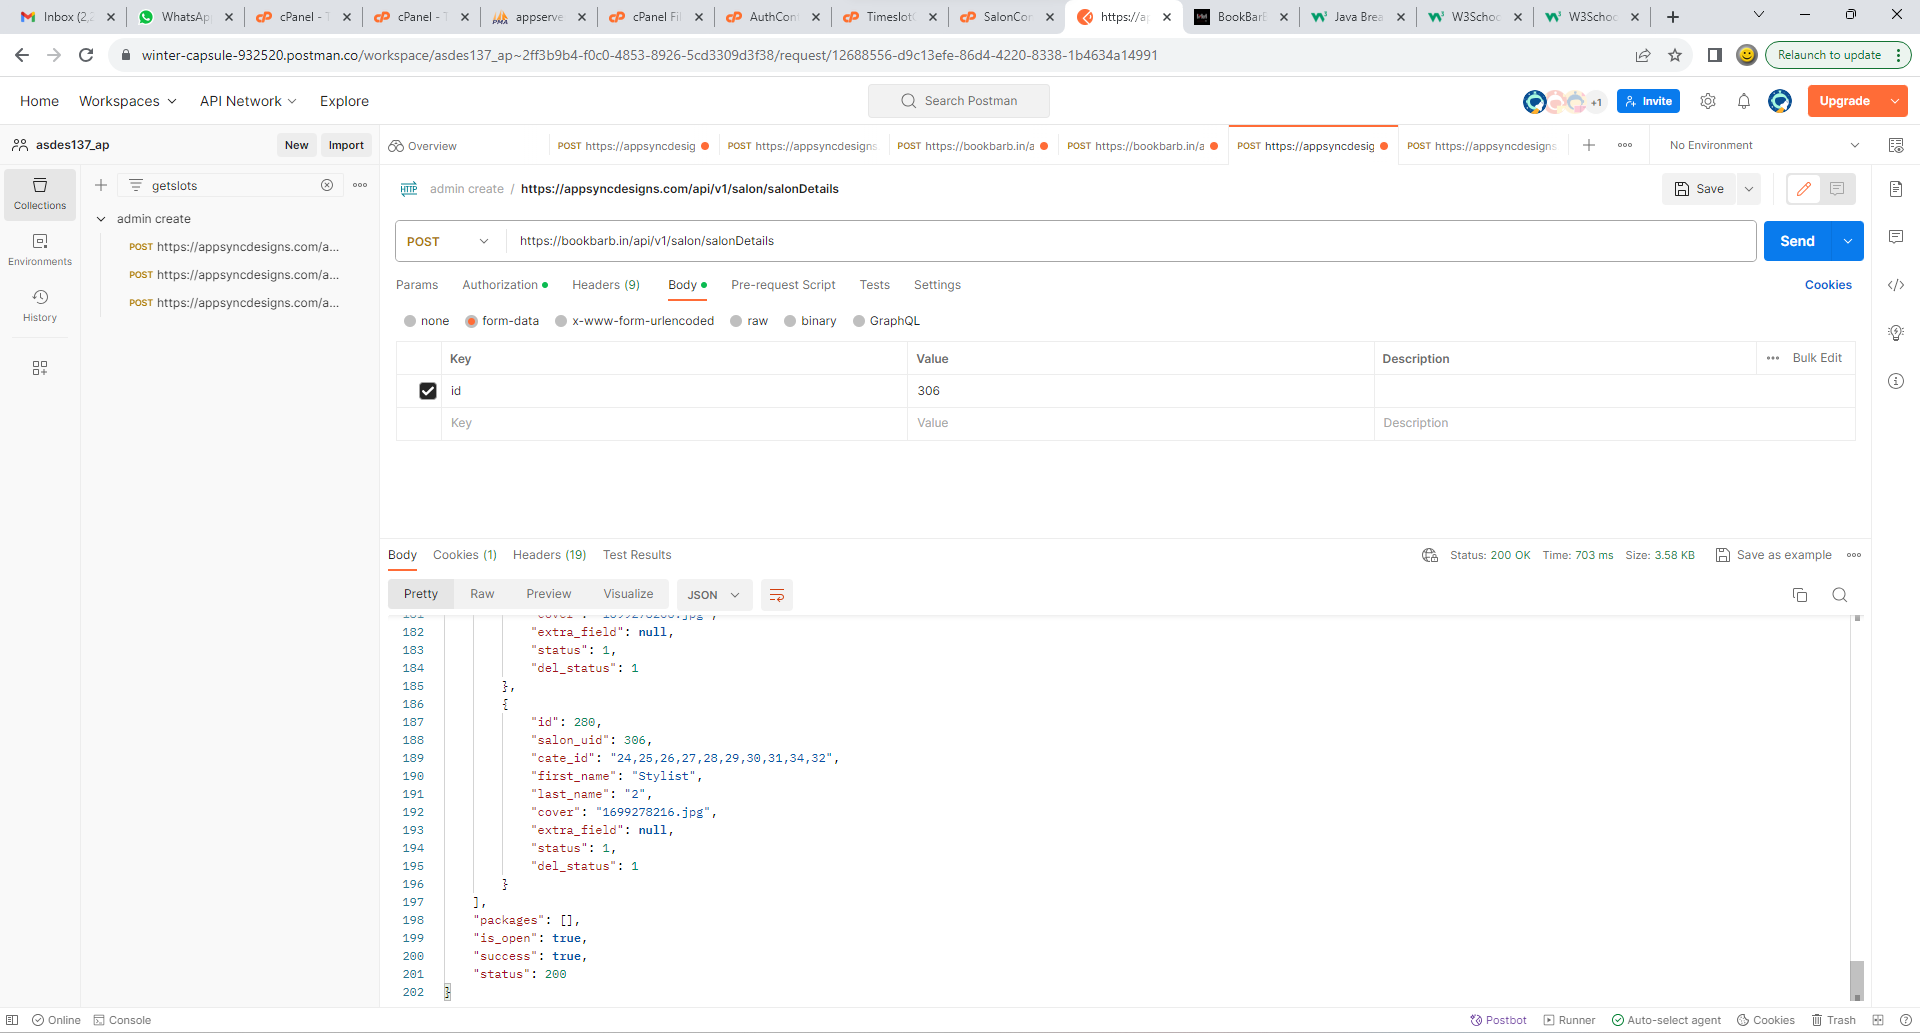 Inbox (2,2
WhatsApp
cPanel - T
cPanel - T
appserve
cPanel Fil
AuthCont
TimeslotC
SalonCon
https://ap
BookBarB
Java Brea
W3Schoo
W3Schoo
winter-capsule-932520.postman.co/workspace/asdes137_ap~2ff3b9b4-f0c0-4853-8926-5cd3309d3f38/request/12688556-d9c13efe-86d4-4220-8338-1b4634a14991
Relaunch to update
Home
Workspaces
API Network
Explore
Search Postman
+1
Invite
Upgrade
asdes137_ap
New
Import
Overview
POST https://appsyncdesig
POST https://appsyncdesigns
POST https://bookbarb.in/a
POST https://bookbarb.in/a
POST https://appsyncdesig
POST https://appsyncdesigns
No Environment
Collections
Environments
History
getslots
admin create
POST https://appsyncdesigns.com/a...
POST https://appsyncdesigns.com/a...
POST https://appsyncdesigns.com/a...
HTTP admin create / https://appsyncdesigns.com/api/v1/salon/salonDetails
Save
POST
https://bookbarb.in/api/v1/salon/salonDetails
Send
Params
Authorization
Headers (9)
Body
Pre-request Script
Tests
Settings
Cookies
none
form-data
x-www-form-urlencoded
raw
binary
GraphQL
Key Value Description
Bulk Edit
id 306
Key Value Description
Body
Cookies (1)
Headers (19)
Test Results
Status: 200 OK Time: 703 ms Size: 3.58 KB
Save as example
Pretty
Raw
Preview
Visualize
JSON
182 "extra_field": null,
183 "status": 1,
184 "del_status": 1
185 },
186 {
187 "id": 280,
188 "salon_uid": 306,
189 "cate_id": "24,25,26,27,28,29,30,31,34,32",
190 "first_name": "Stylist",
191 "last_name": "2",
192 "cover": "1699278216.jpg",
193 "extra_field": null,
194 "status": 1,
195 "del_status": 1
196 }
197 ],
198 "packages": [],
199 "is_open": true,
200 "success": true,
201 "status": 200
202 }
Online
Console
Postbot
Runner
Auto-select agent
Cookies
Trash